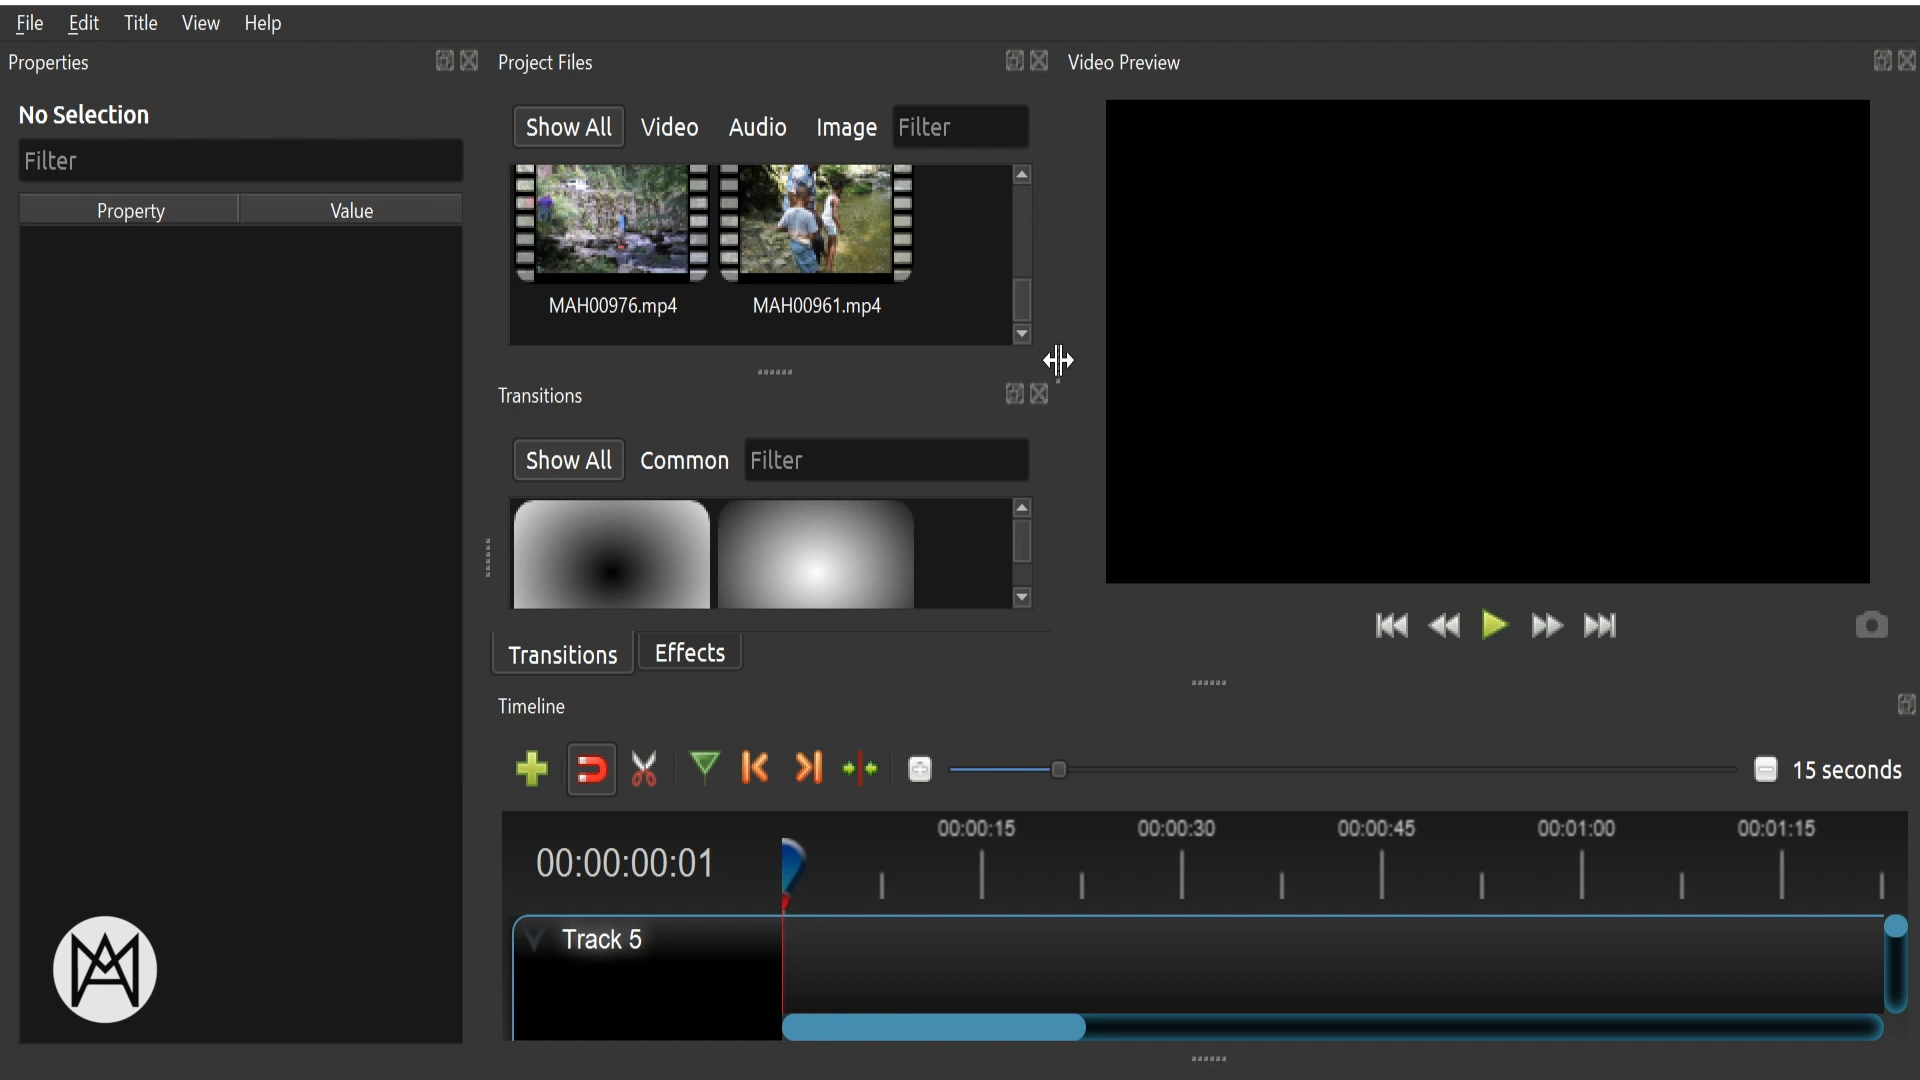 File Edit Title View Help
Properties
No Selection
Filter
Property Value
Project Files
Show All Video Audio Image Filter
MAH00976.mp4 MAH00961.mp4
Transitions
Show All Common Filter
Transitions Effects
Video Preview
Timeline
15 seconds
00:00:15 00:00:30 00:00:45 00:01:00 00:01:15
00:00:00:01
Track 5